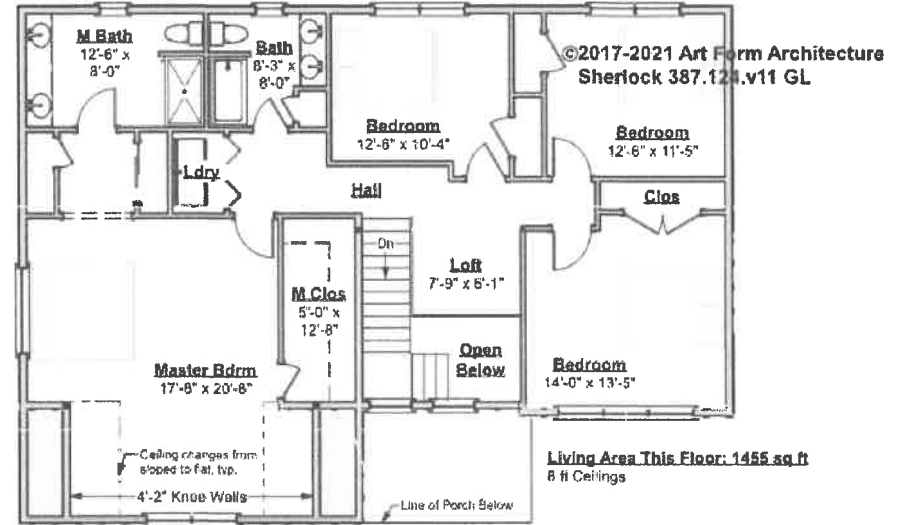 M Bath
12'-6" x
8'-0"
Bath
8'-3" x
8'-0"
©2017-2021 Art Form Architecture
Sherlock 387.124.v11 GL
Bedroom
12'-6" x 10'-4"
Bedroom
12'-6" x 11'-5"
Ldry
Hall
Clos
Dn
Loft
7'-9" x 6'-1"
M Clos
5'-0" x
12'-8"
Open
Below
Master Bdrm
17'-8" x 20'-8"
Bedroom
14'-0" x 13'-5"
Ceiling changes from
sloped to flat, typ.
4'-2" Knee Walls
Line of Porch Below
Living Area This Floor: 1455 sq ft
8 ft Ceilings